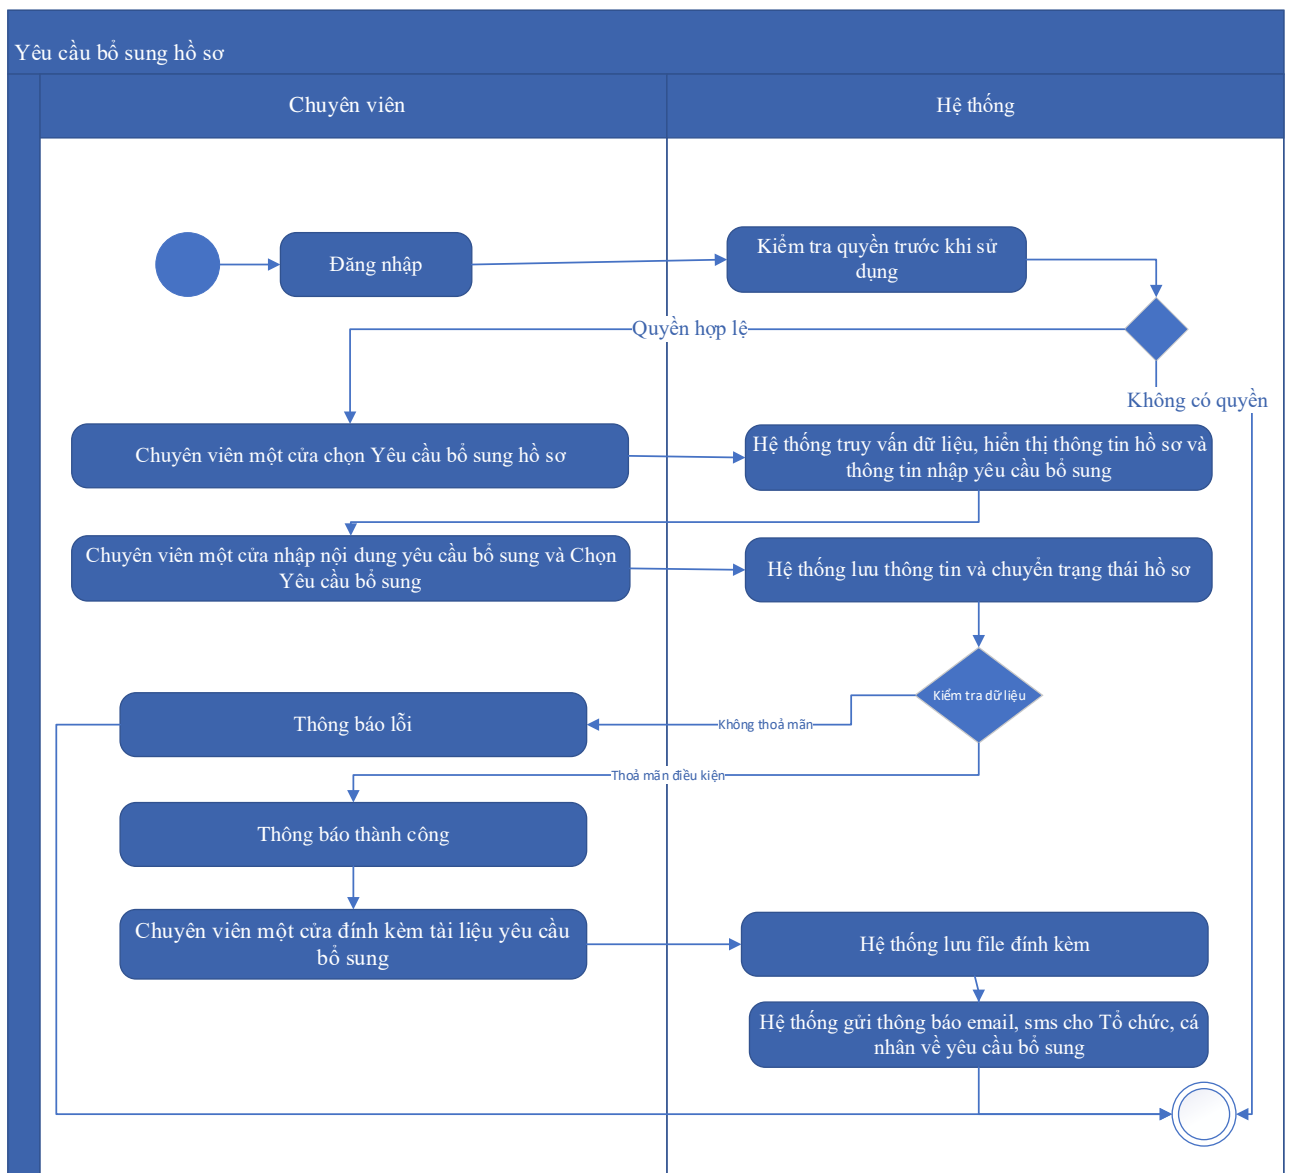 Yêu cầu bổ sung hồ sơ
Chuyên viên
Hệ thống
Đăng nhập
Kiểm tra quyền trước khi sử
dụng
Quyền hợp lệ
Không có quyền
Chuyên viên một cửa chọn Yêu cầu bổ sung hồ sơ
Hệ thống truy vấn dữ liệu, hiển thị thông tin hồ sơ và
thông tin nhập yêu cầu bổ sung
Chuyên viên một cửa nhập nội dung yêu cầu bổ sung và Chọn
Yêu cầu bổ sung
Hệ thống lưu thông tin và chuyển trạng thái hồ sơ
Kiểm tra dữ liệu
Thông báo lỗi
Không thoả mãn
Thoả mãn điều kiện
Thông báo thành công
Chuyên viên một cửa đính kèm tài liệu yêu cầu
bổ sung
Hệ thống lưu file đính kèm
Hệ thống gửi thông báo email, sms cho Tổ chức, cá
nhân về yêu cầu bổ sung